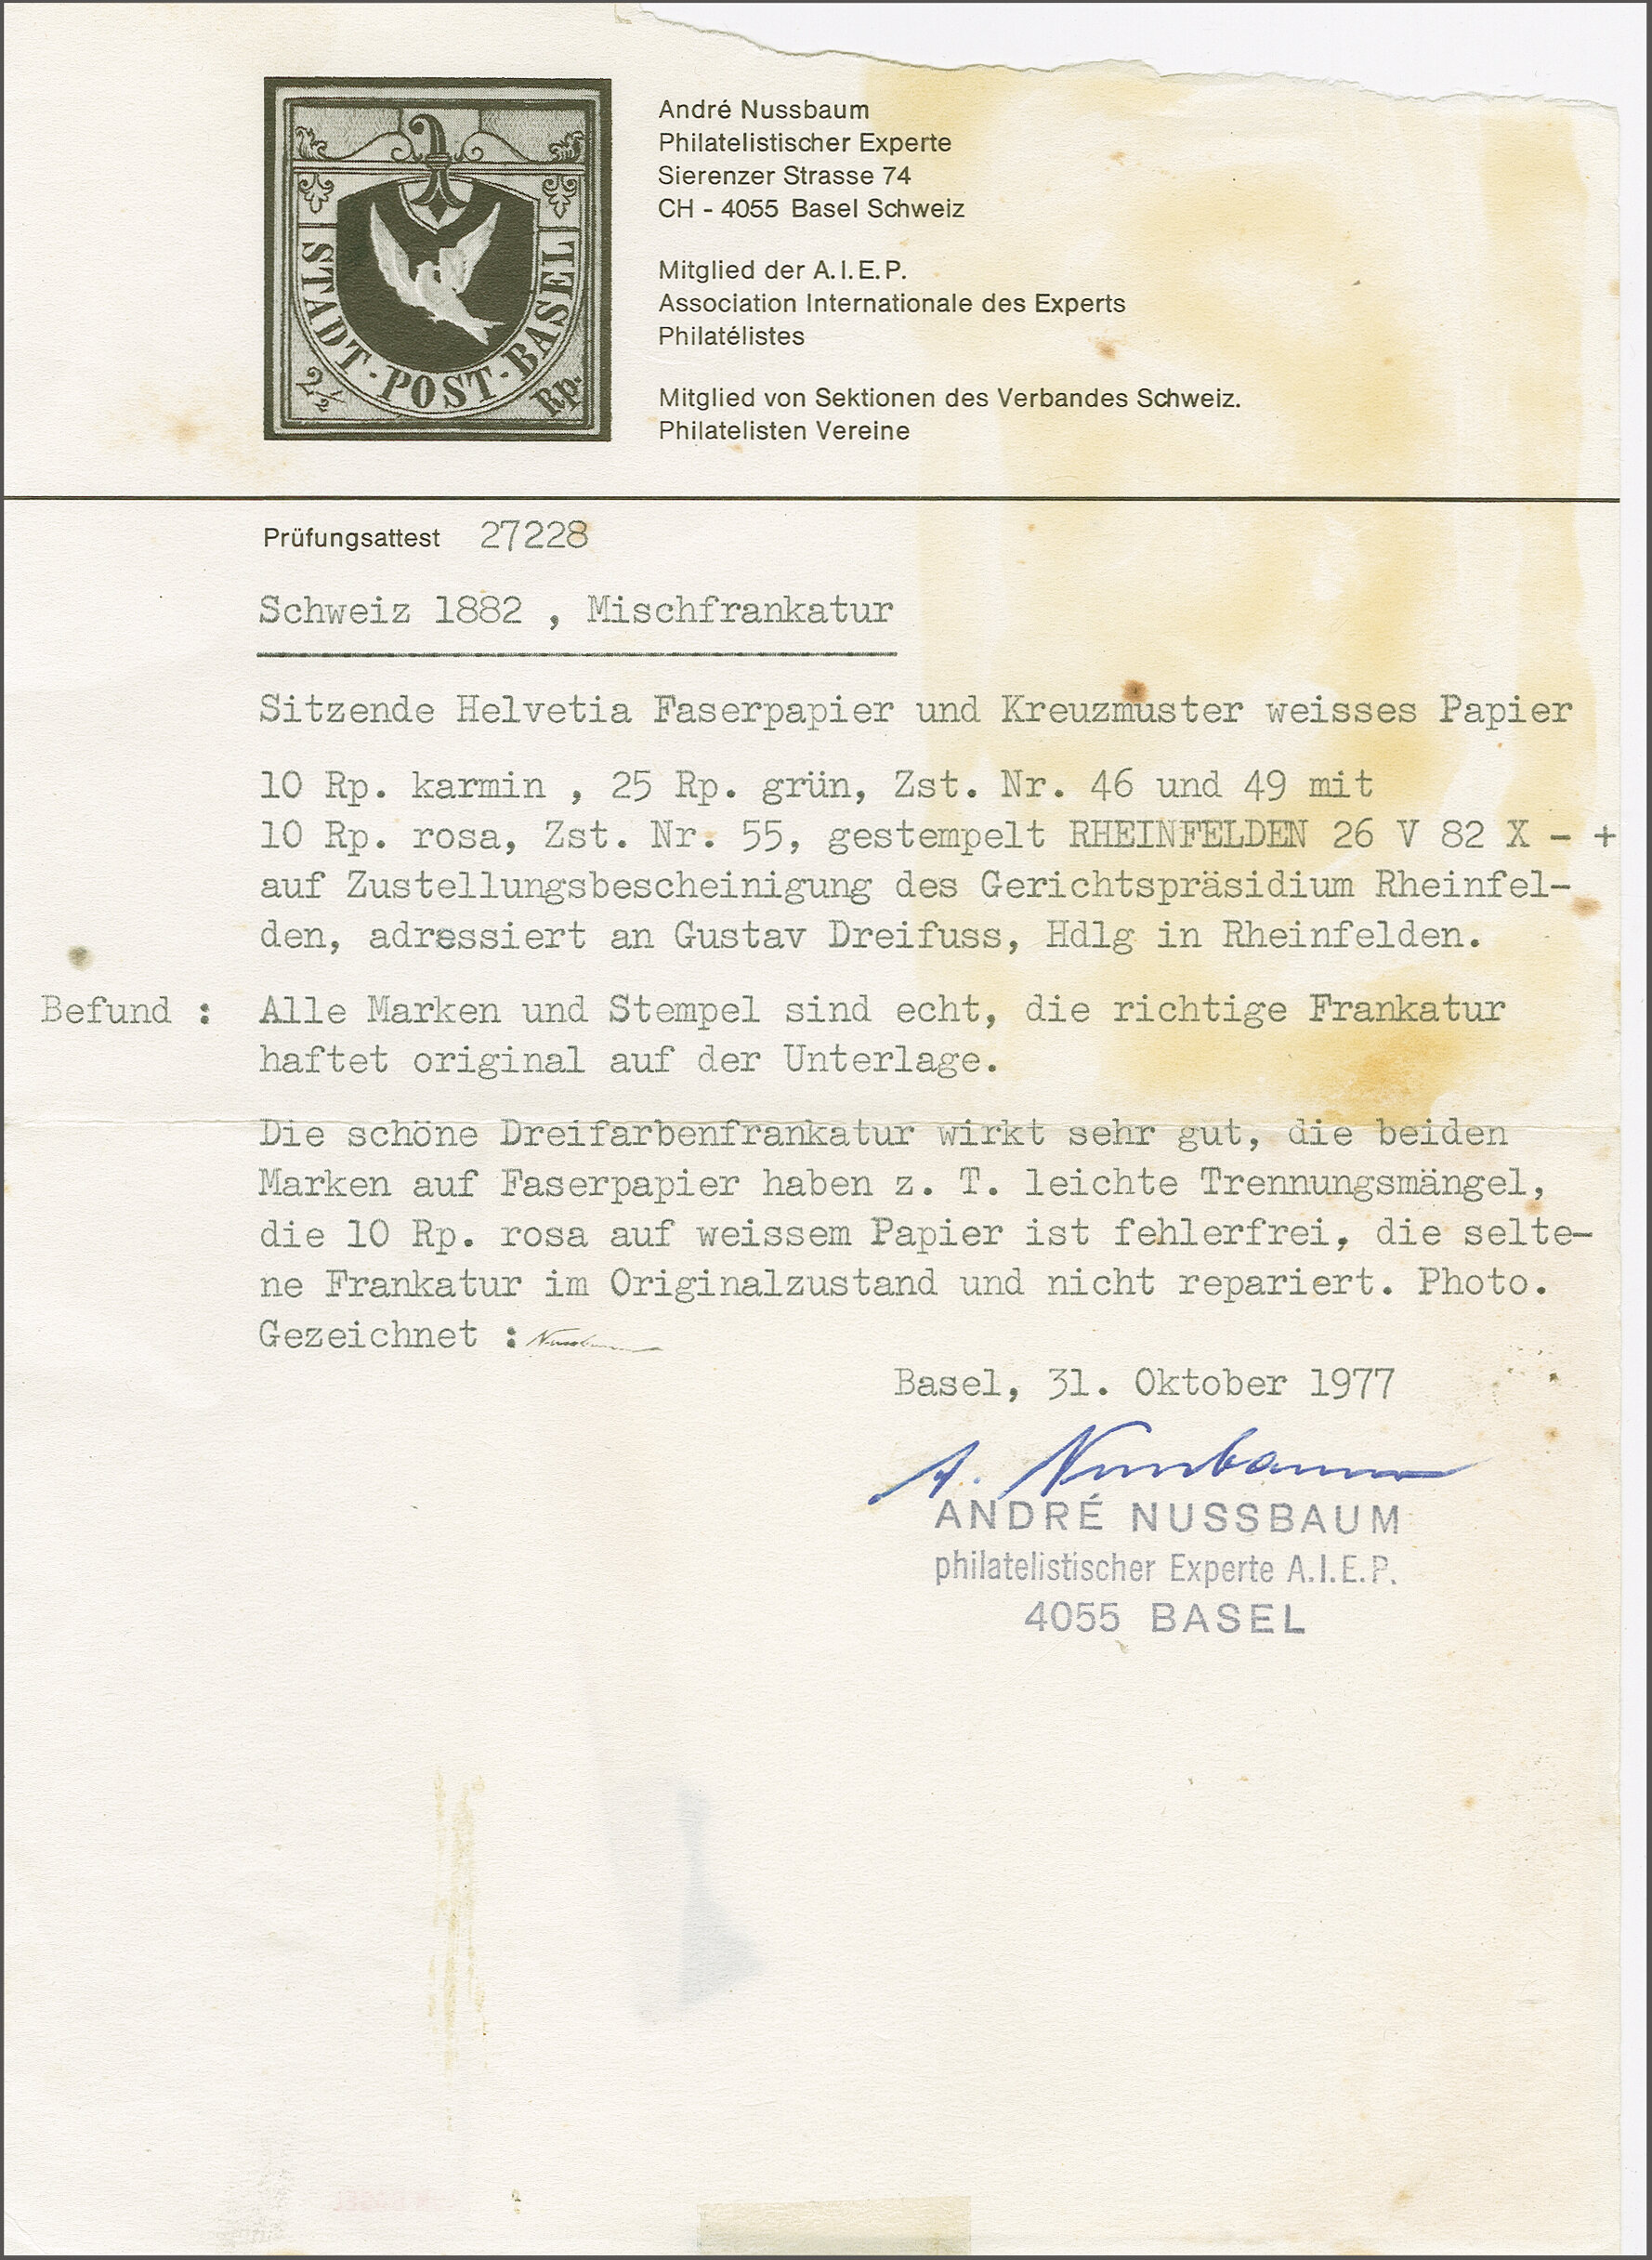 STADT · POST · BASEL
2½ Rp.
André Nussbaum
Philatelistischer Experte
Sierenzer Strasse 74
CH - 4055 Basel Schweiz
Mitglied der A.I.E.P.
Association Internationale des Experts
Philatélistes
Mitglied von Sektionen des Verbandes Schweiz.
Philatelisten Vereine
Prüfungsattest 27228
Schweiz 1882 , Mischfrankatur
Sitzende Helvetia Faserpapier und Kreuzmuster weisses Papier
10 Rp. karmin , 25 Rp. grün, Zst. Nr. 46 und 49 mit
10 Rp. rosa, Zst. Nr. 55, gestempelt RHEINFELDEN 26 V 82 X - +
auf Zustellungsbescheinigung des Gerichtspräsidium Rheinfel-
den, adressiert an Gustav Dreifuss, Hdlg in Rheinfelden.
Befund : Alle Marken und Stempel sind echt, die richtige Frankatur
haftet original auf der Unterlage.
Die schöne Dreifarbenfrankatur wirkt sehr gut, die beiden
Marken auf Faserpapier haben z. T. leichte Trennungsmängel,
die 10 Rp. rosa auf weissem Papier ist fehlerfrei, die selte-
ne Frankatur im Originalzustand und nicht repariert. Photo.
Gezeichnet : Nussbaum
Basel, 31. Oktober 1977
A. Nussbaum
ANDRÉ NUSSBAUM
philatelistischer Experte A.I.E.P.
4055 BASEL